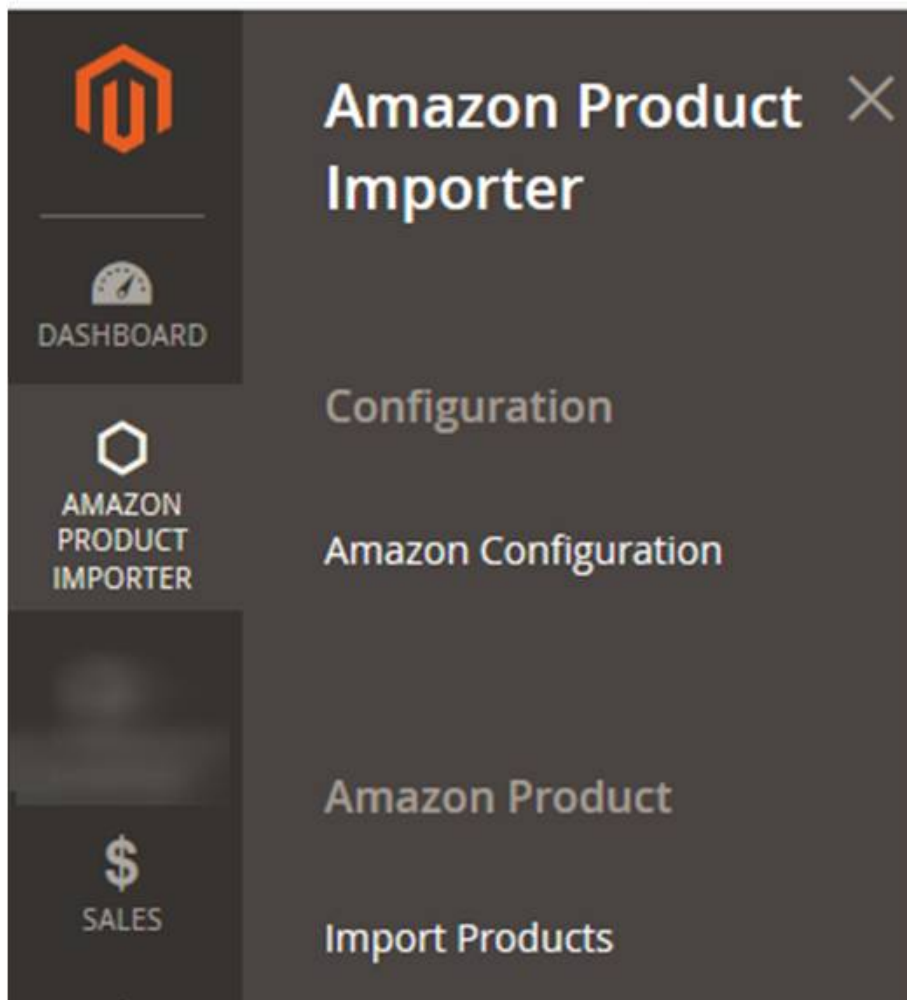 DASHBOARD
AMAZON
PRODUCT
IMPORTER
SALES
Amazon Product
Importer
Configuration
Amazon Configuration
Amazon Product
Import Products